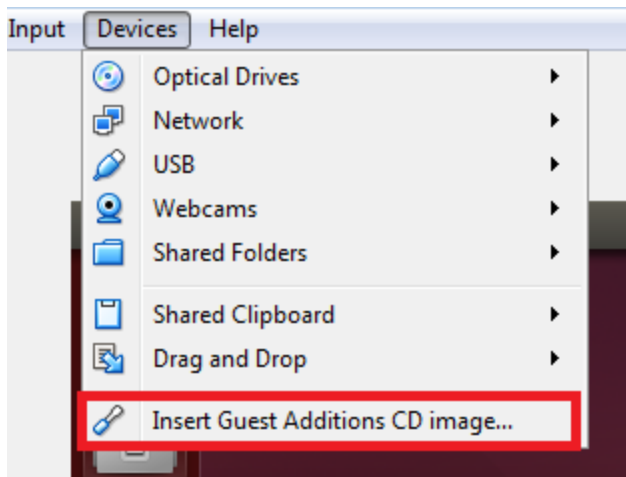 Input Devices Help
Optical Drives
Network
USB
Webcams
Shared Folders
Shared Clipboard
Drag and Drop
Insert Guest Additions CD image...